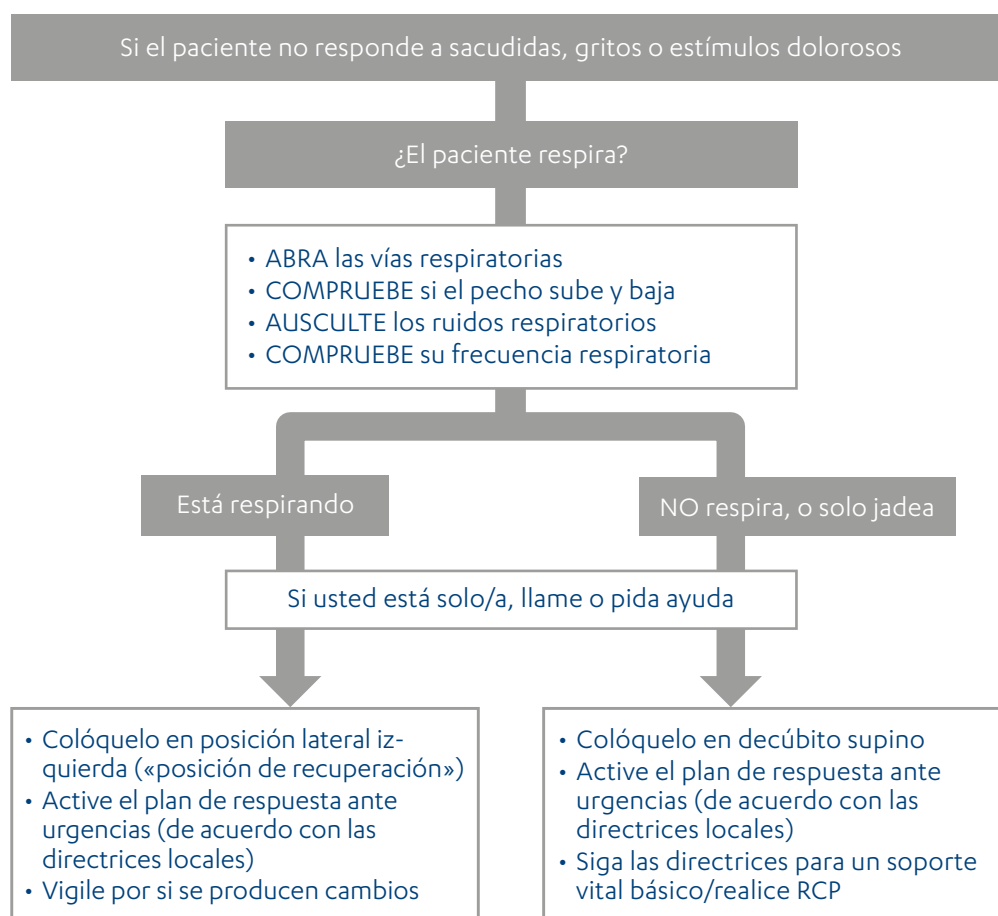 Si el paciente no responde a sacudidas, gritos o estímulos dolorosos
¿El paciente respira?
• ABRA las vías respiratorias
• COMPRUEBE si el pecho sube y baja
• AUSCULTE los ruidos respiratorios
• COMPRUEBE su frecuencia respiratoria
Está respirando
NO respira, o solo jadea
Si usted está solo/a, llame o pida ayuda
• Colóquelo en posición lateral iz-
quierda («posición de recuperación»)
• Active el plan de respuesta ante
urgencias (de acuerdo con las
directrices locales)
• Vigile por si se producen cambios
• Colóquelo en decúbito supino
• Active el plan de respuesta ante
urgencias (de acuerdo con las
directrices locales)
• Siga las directrices para un soporte
vital básico/realice RCP